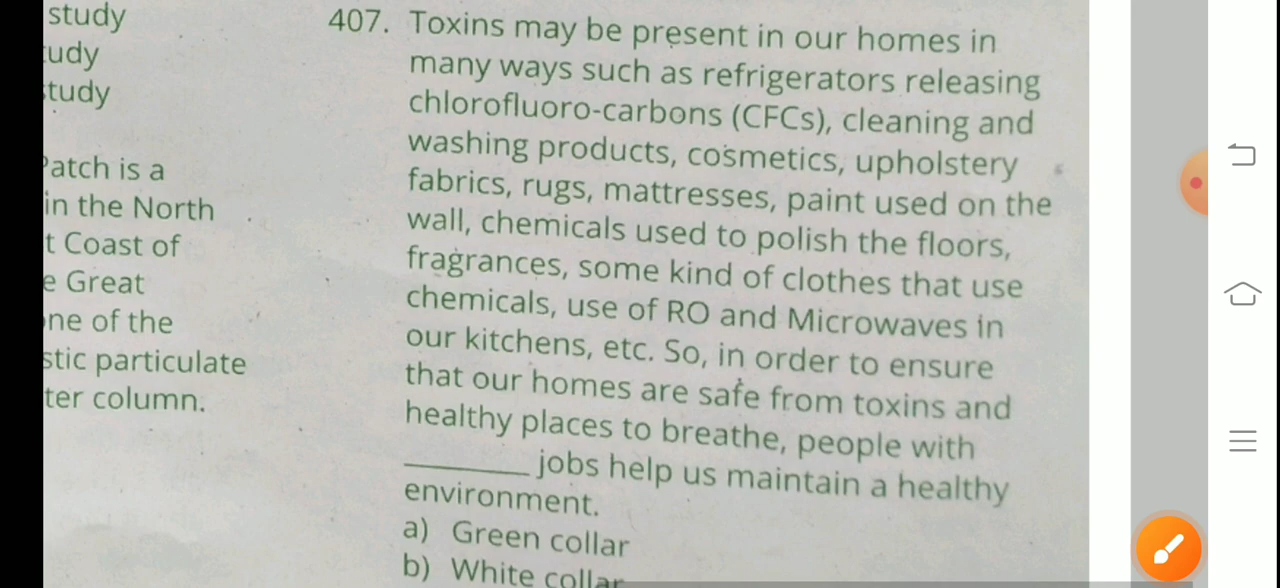 study
udy
tudy
Patch is a
in the North
t Coast of
e Great
ne of the
stic particulate
ter column.
407. Toxins may be present in our homes in
many ways such as refrigerators releasing
chlorofluoro-carbons (CFCs), cleaning and
washing products, cosmetics, upholstery
fabrics, rugs, mattresses, paint used on the
wall, chemicals used to polish the floors,
fragrances, some kind of clothes that use
chemicals, use of RO and Microwaves in
our kitchens, etc. So, in order to ensure
that our homes are safe from toxins and
healthy places to breathe, people with
________ jobs help us maintain a healthy
environment.
a) Green collar
b) White collar